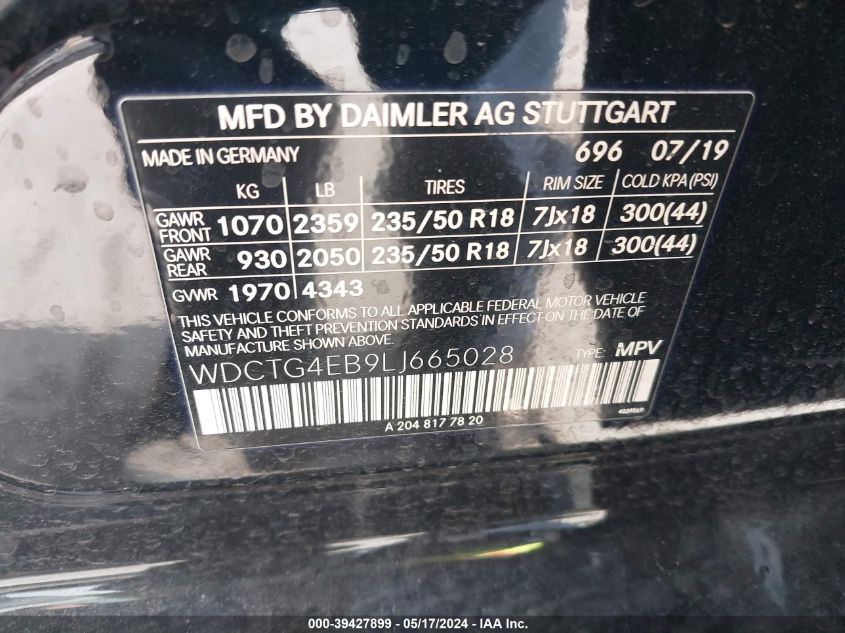 MFD BY DAIMLER AG STUTTGART
MADE IN GERMANY 696 07/19
KG LB TIRES RIM SIZE COLD KPA(PSI)
GAWR FRONT 1070 2359 235/50 R18 7Jx18 300(44)
GAWR REAR 930 2050 235/50 R18 7Jx18 300(44)
GVWR 1970 4343
THIS VEHICLE CONFORMS TO ALL APPLICABLE FEDERAL MOTOR VEHICLE
SAFETY AND THEFT PREVENTION STANDARDS IN EFFECT ON THE DATE OF
MANUFACTURE SHOWN ABOVE.
WDCTG4EB9LJ665028 TYPE: MPV
A 204 817 78 20 4029569
000-39427899 - 05/17/2024 - IAA Inc.